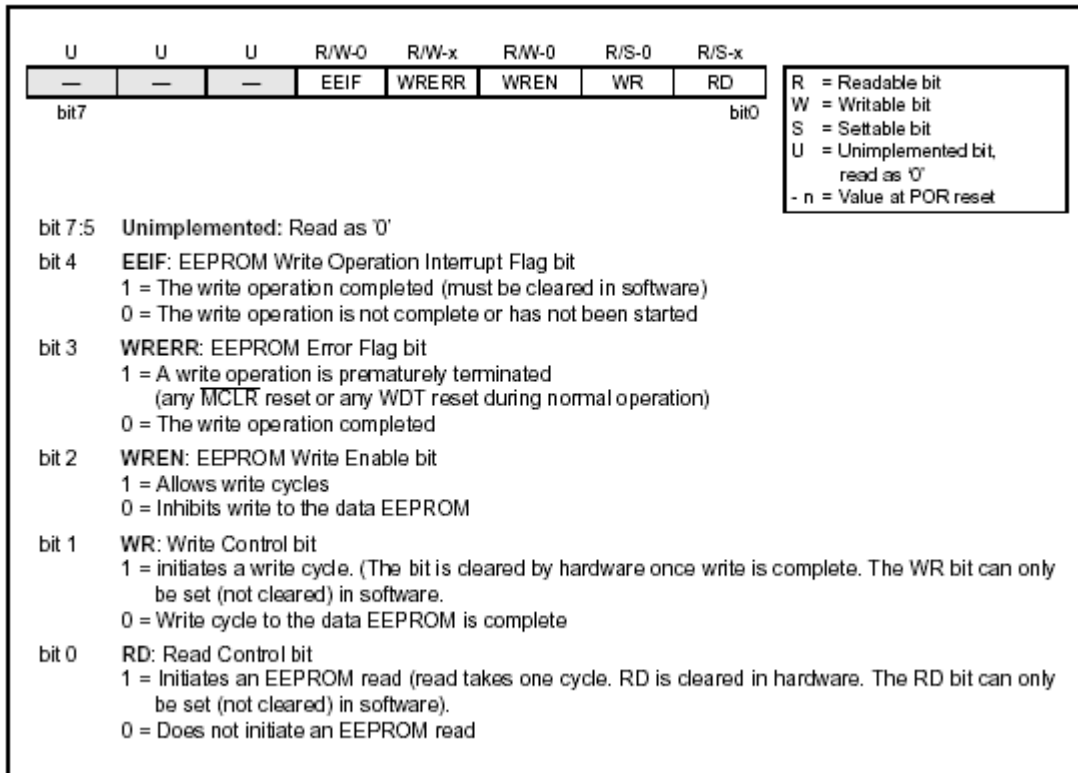 U U U R/W-0 R/W-x R/W-0 R/S-0 R/S-x
— — — EEIF WRERR WREN WR RD
bit7 bit0
R = Readable bit
W = Writable bit
S = Settable bit
U = Unimplemented bit,
read as '0'
- n = Value at POR reset
bit 7:5 Unimplemented: Read as '0'
bit 4 EEIF: EEPROM Write Operation Interrupt Flag bit
1 = The write operation completed (must be cleared in software)
0 = The write operation is not complete or has not been started
bit 3 WRERR: EEPROM Error Flag bit
1 = A write operation is prematurely terminated
(any MCLR reset or any WDT reset during normal operation)
0 = The write operation completed
bit 2 WREN: EEPROM Write Enable bit
1 = Allows write cycles
0 = Inhibits write to the data EEPROM
bit 1 WR: Write Control bit
1 = initiates a write cycle. (The bit is cleared by hardware once write is complete. The WR bit can only
be set (not cleared) in software.
0 = Write cycle to the data EEPROM is complete
bit 0 RD: Read Control bit
1 = Initiates an EEPROM read (read takes one cycle. RD is cleared in hardware. The RD bit can only
be set (not cleared) in software).
0 = Does not initiate an EEPROM read